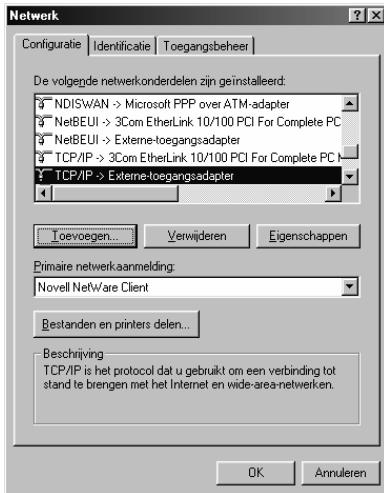 Netwerk
Configuratie Identificatie Toegangsbeheer
De volgende netwerkonderdelen zijn geïnstalleerd:
NDISWAN -> Microsoft PPP over ATM-adapter
NetBEUI -> 3Com EtherLink 10/100 PCI For Complete PC
NetBEUI -> Externe-toegangsadapter
TCP/IP -> 3Com EtherLink 10/100 PCI For Complete PC M
TCP/IP -> Externe-toegangsadapter
Toevoegen... Verwijderen Eigenschappen
Primaire netwerkaanmelding:
Novell NetWare Client
Bestanden en printers delen...
Beschrijving
TCP/IP is het protocol dat u gebruikt om een verbinding tot
stand te brengen met het Internet en wide-area-netwerken.
OK Annuleren